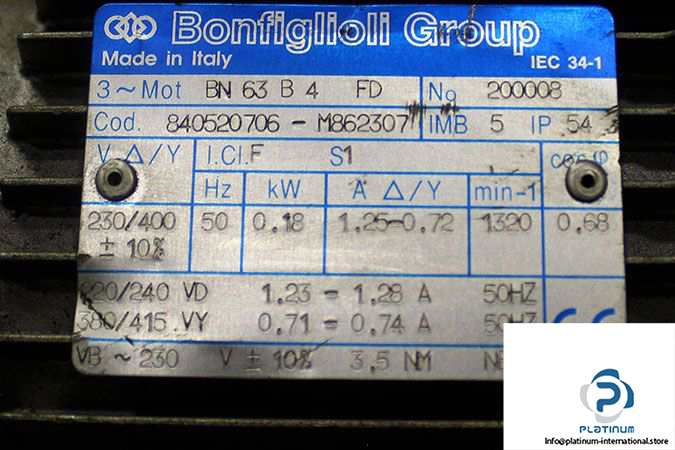 Bonfiglioli Group
Made in Italy IEC 34-1
3~Mot BN 63 B 4 FD No 200008
Cod. 840520706 - M862307 IMB 5 IP 54
V Δ/Y I.Cl.F S1 cos φ
Hz kW A Δ/Y min-1
230/400 50 0.18 1.25-0.72 1320 0.68
± 10%
220/240 VD 1.23 - 1.28 A 50HZ
380/415 VY 0.71 - 0.74 A
VB ~ 230 V ± 10% 3.5 NM
PLATINUM
Info@platinum-international.store